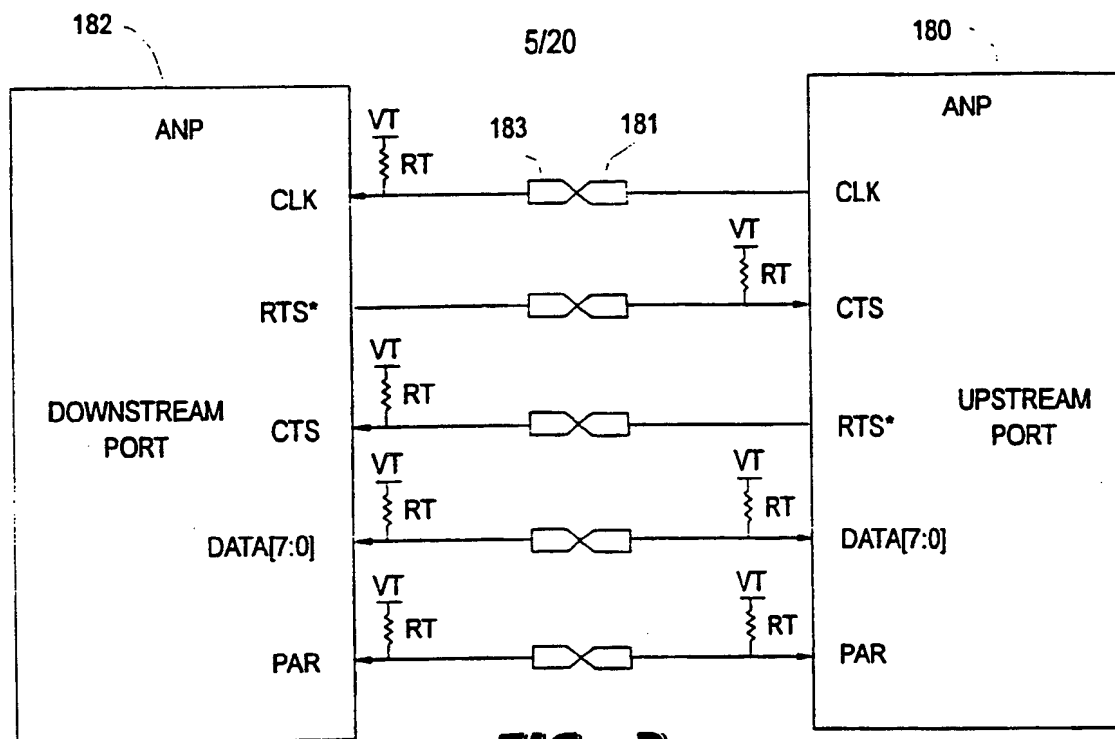 182
5/20
180
ANP
ANP
VT
RT
183
181
CLK
CLK
VT
RT
RTS*
CTS
VT
RT
DOWNSTREAM
PORT
CTS
RTS*
UPSTREAM
PORT
VT
RT
VT
RT
DATA[7:0]
DATA[7:0]
VT
RT
VT
RT
PAR
PAR